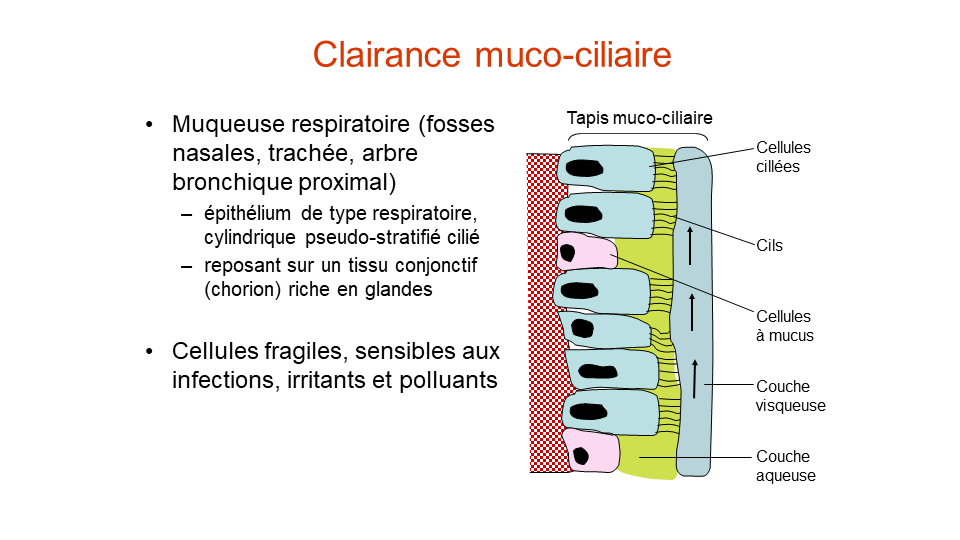 Clairance muco-ciliaire
• Muqueuse respiratoire (fosses
nasales, trachée, arbre
bronchique proximal)
– épithélium de type respiratoire,
cylindrique pseudo-stratifié cilié
– reposant sur un tissu conjonctif
(chorion) riche en glandes
• Cellules fragiles, sensibles aux
infections, irritants et polluants
Tapis muco-ciliaire
Cellules
cillées
Cils
Cellules
à mucus
Couche
visqueuse
Couche
aqueuse